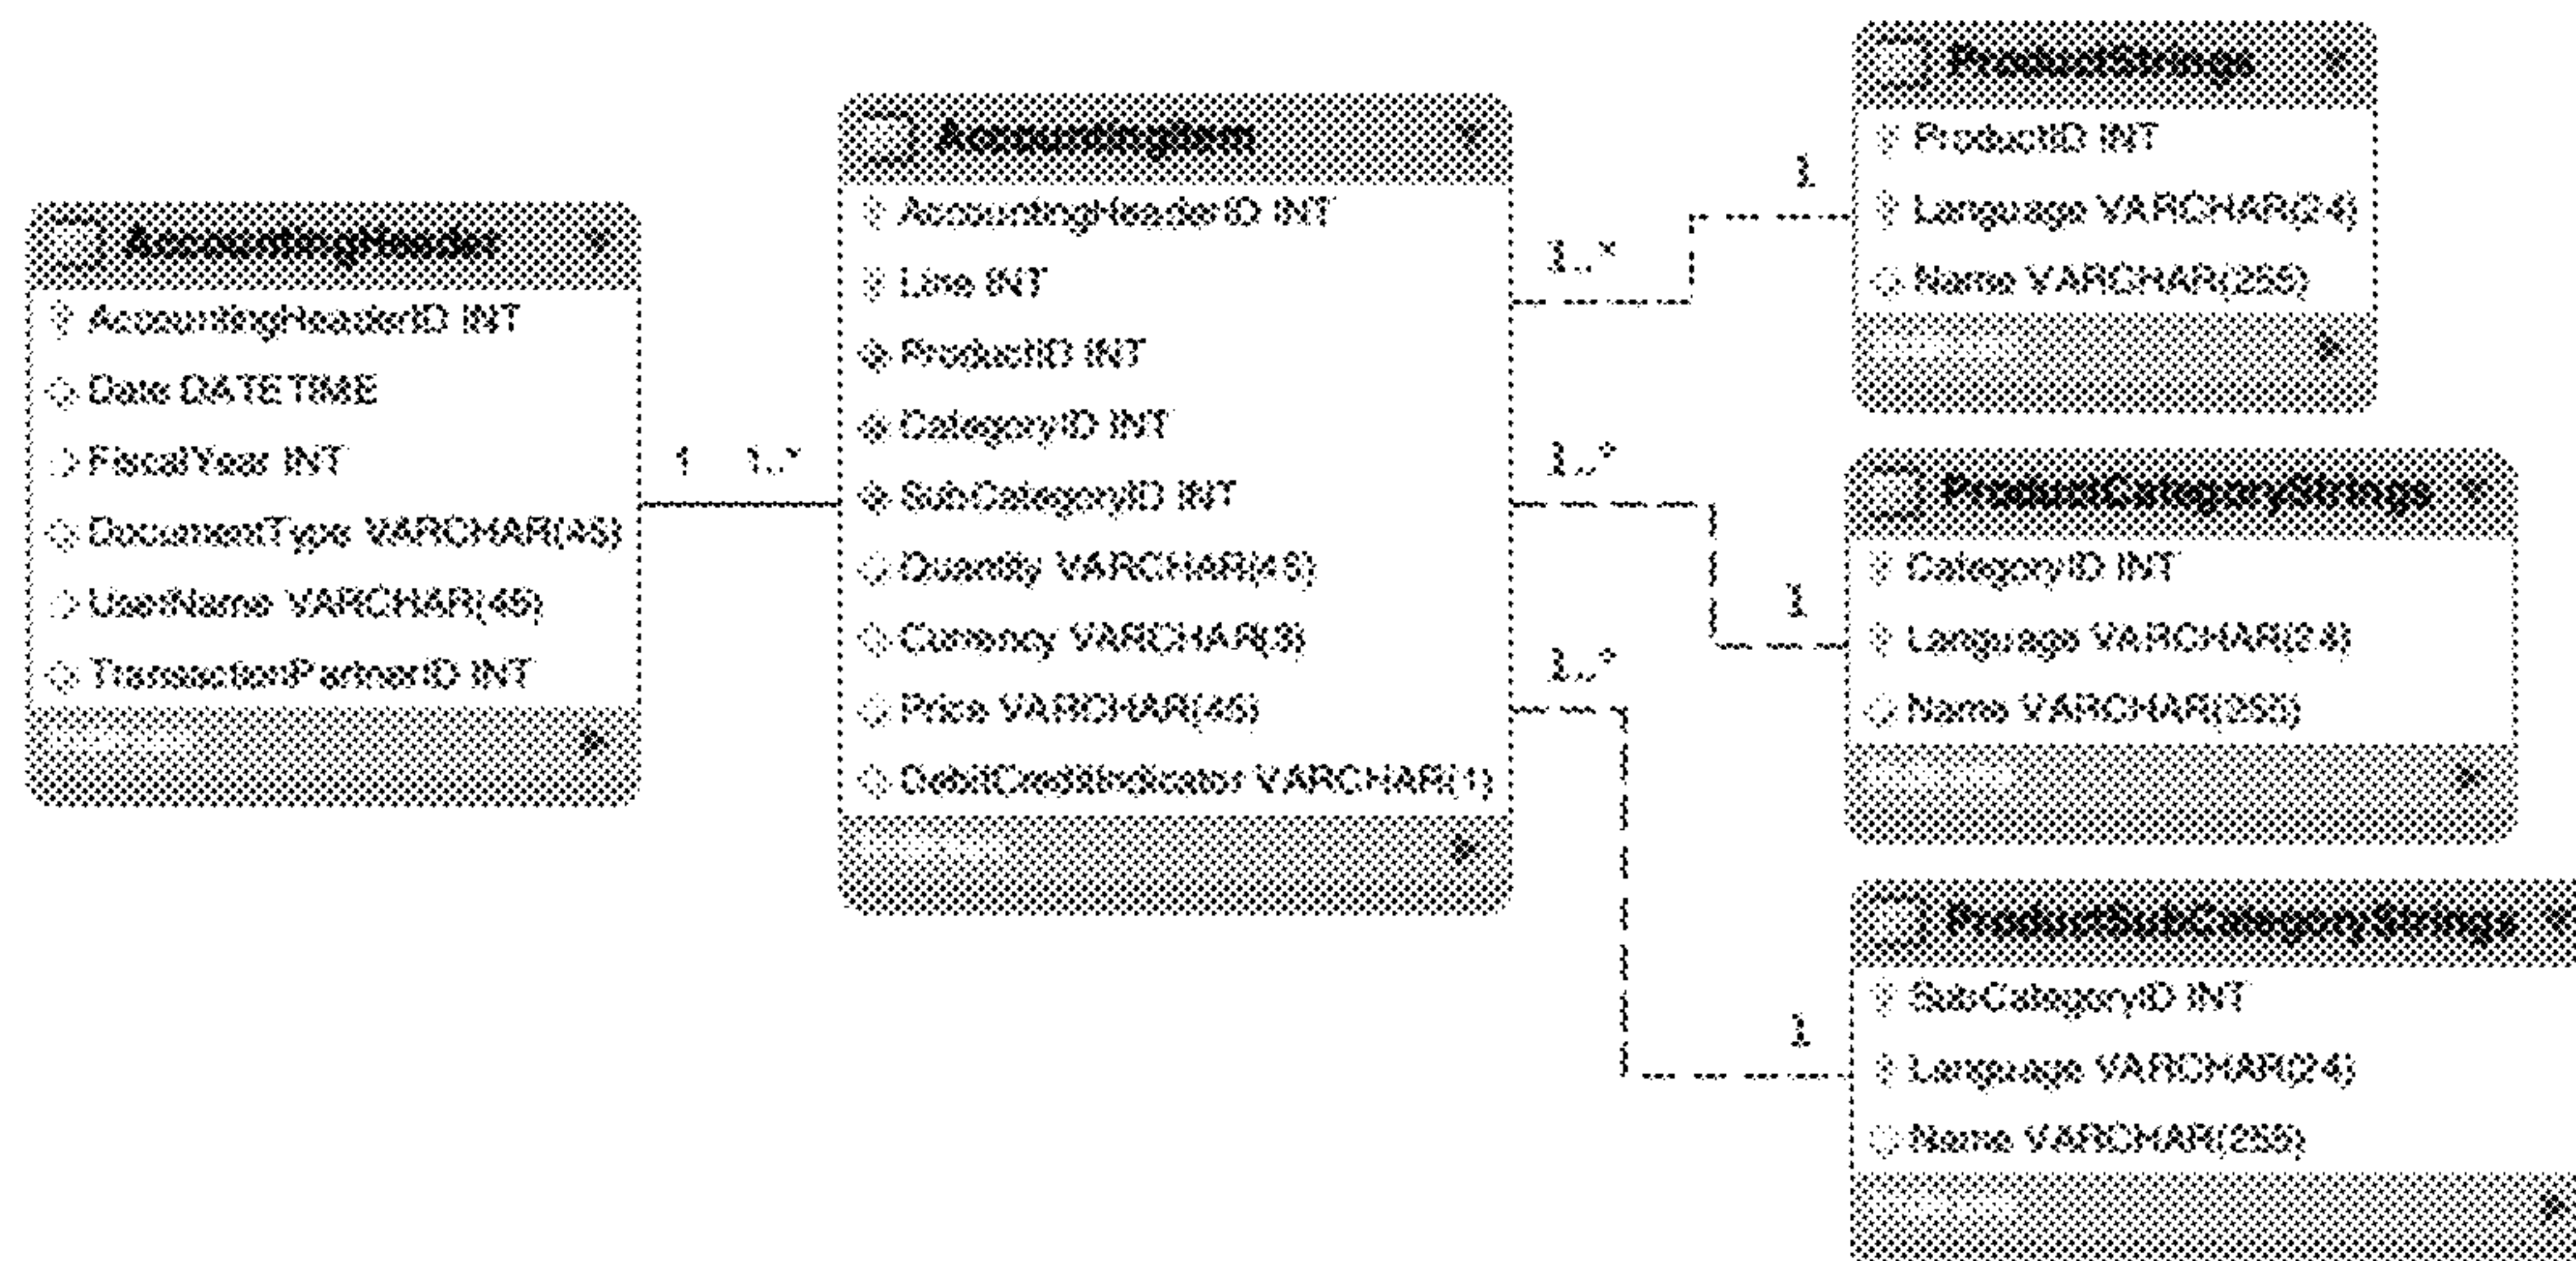 AccountingHeader
AccountingHeaderID INT
Date DATETIME
FiscalYear INT
DocumentType VARCHAR(45)
UserName VARCHAR(45)
TransactionPartnerID INT
1 1..*
AccountingItem
AccountingHeaderID INT
Line INT
ProductID INT
CategoryID INT
SubCategoryID INT
Quantity VARCHAR(45)
Currency VARCHAR(3)
Price VARCHAR(45)
DebitCreditIndicator VARCHAR(1)
1..*
1
1..*
1
1..*
1
ProductStrings
ProductID INT
Language VARCHAR(24)
Name VARCHAR(255)
ProductCategoryStrings
CategoryID INT
Language VARCHAR(24)
Name VARCHAR(255)
ProductSubCategoryStrings
SubCategoryID INT
Language VARCHAR(24)
Name VARCHAR(255)